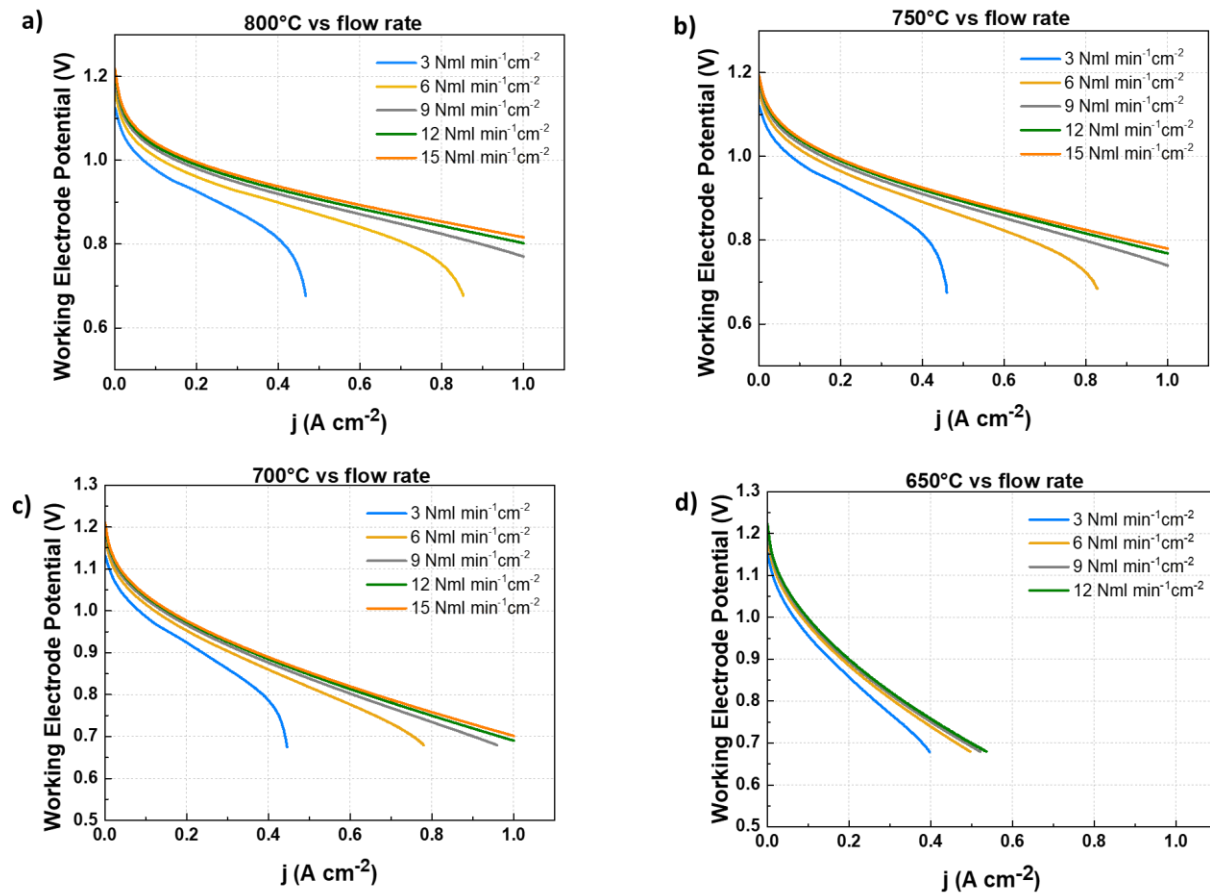 a)
800°C vs flow rate
Working Electrode Potential (V)
1.2
1.0
0.8
0.6
3 Nml min⁻¹cm⁻²
6 Nml min⁻¹cm⁻²
9 Nml min⁻¹cm⁻²
12 Nml min⁻¹cm⁻²
15 Nml min⁻¹cm⁻²
0.0 0.2 0.4 0.6 0.8 1.0
j (A cm⁻²)
b)
750°C vs flow rate
Working Electrode Potential (V)
1.2
1.0
0.8
0.6
3 Nml min⁻¹cm⁻²
6 Nml min⁻¹cm⁻²
9 Nml min⁻¹cm⁻²
12 Nml min⁻¹cm⁻²
15 Nml min⁻¹cm⁻²
0.0 0.2 0.4 0.6 0.8 1.0
j (A cm⁻²)
c)
700°C vs flow rate
Working Electrode Potential (V)
1.3
1.2
1.1
1.0
0.9
0.8
0.7
0.6
0.5
3 Nml min⁻¹cm⁻²
6 Nml min⁻¹cm⁻²
9 Nml min⁻¹cm⁻²
12 Nml min⁻¹cm⁻²
15 Nml min⁻¹cm⁻²
0.0 0.2 0.4 0.6 0.8 1.0
j (A cm⁻²)
d)
650°C vs flow rate
Working Electrode Potential (V)
1.3
1.2
1.1
1.0
0.9
0.8
0.7
0.6
0.5
3 Nml min⁻¹cm⁻²
6 Nml min⁻¹cm⁻²
9 Nml min⁻¹cm⁻²
12 Nml min⁻¹cm⁻²
0.0 0.2 0.4 0.6 0.8 1.0
j (A cm⁻²)